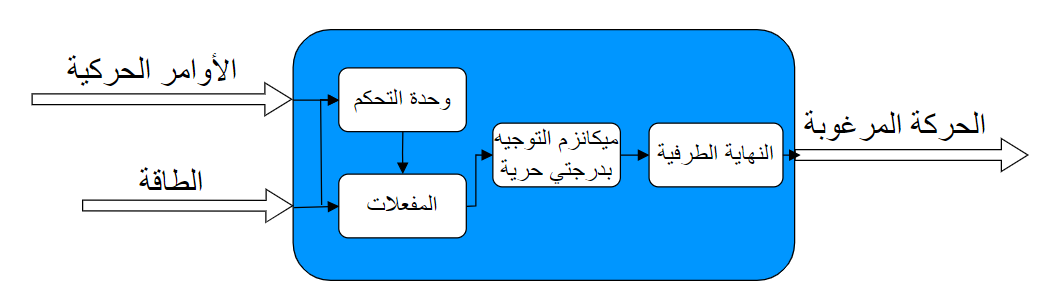 الأوامر الحركية
الطاقة
وحدة التحكم
المفعلات
ميكانزم التوجيه
بدرجتي حرية
النهاية الطرفية
الحركة المرغوبة